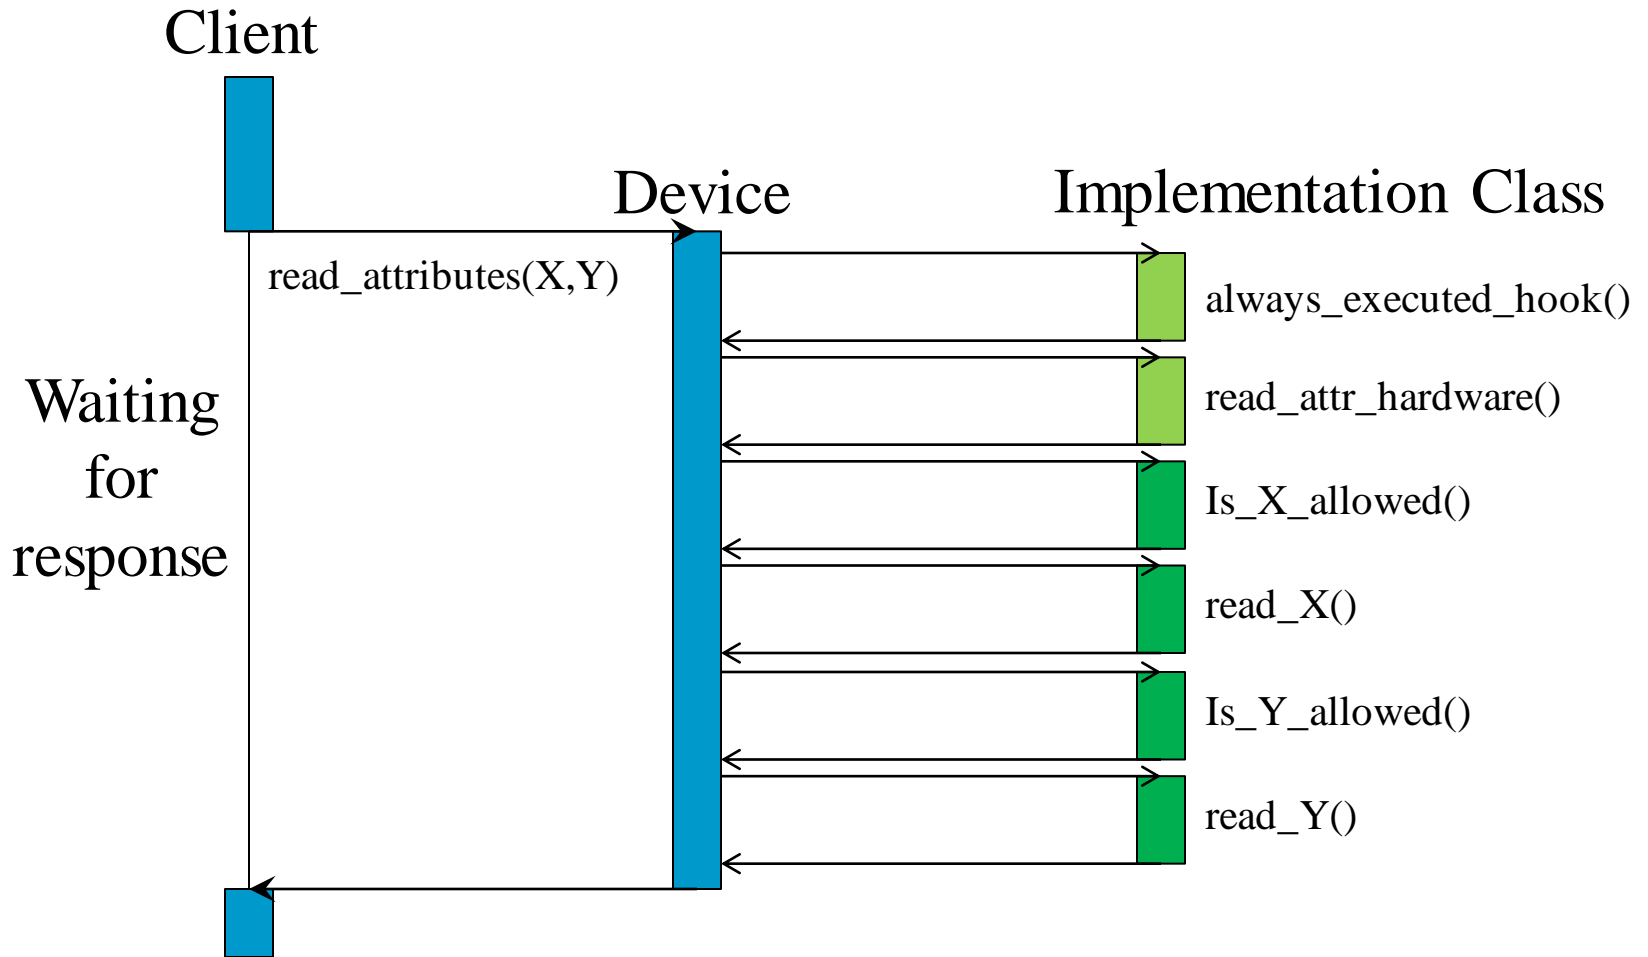 Client
Device
Implementation Class
read_attributes(X,Y)
always_executed_hook()
Waiting
for
response
read_attr_hardware()
Is_X_allowed()
read_X()
Is_Y_allowed()
read_Y()